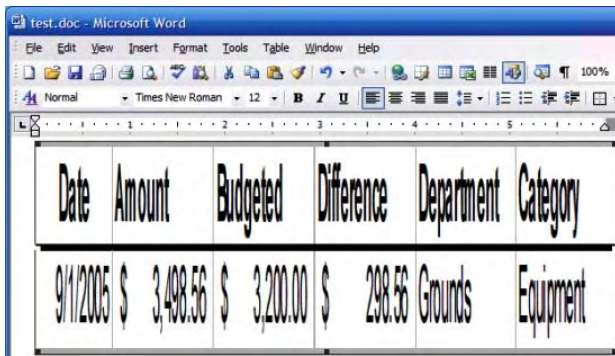 test.doc - Microsoft Word
File Edit View Insert Format Tools Table Window Help
100%
Normal Times New Roman 12 B I U
1 2 3 4 5
Date Amount Budgeted Difference Department Category
9/1/2005 $ 3,498.56 $ 3,200.00 $ 298.56 Grounds Equipment